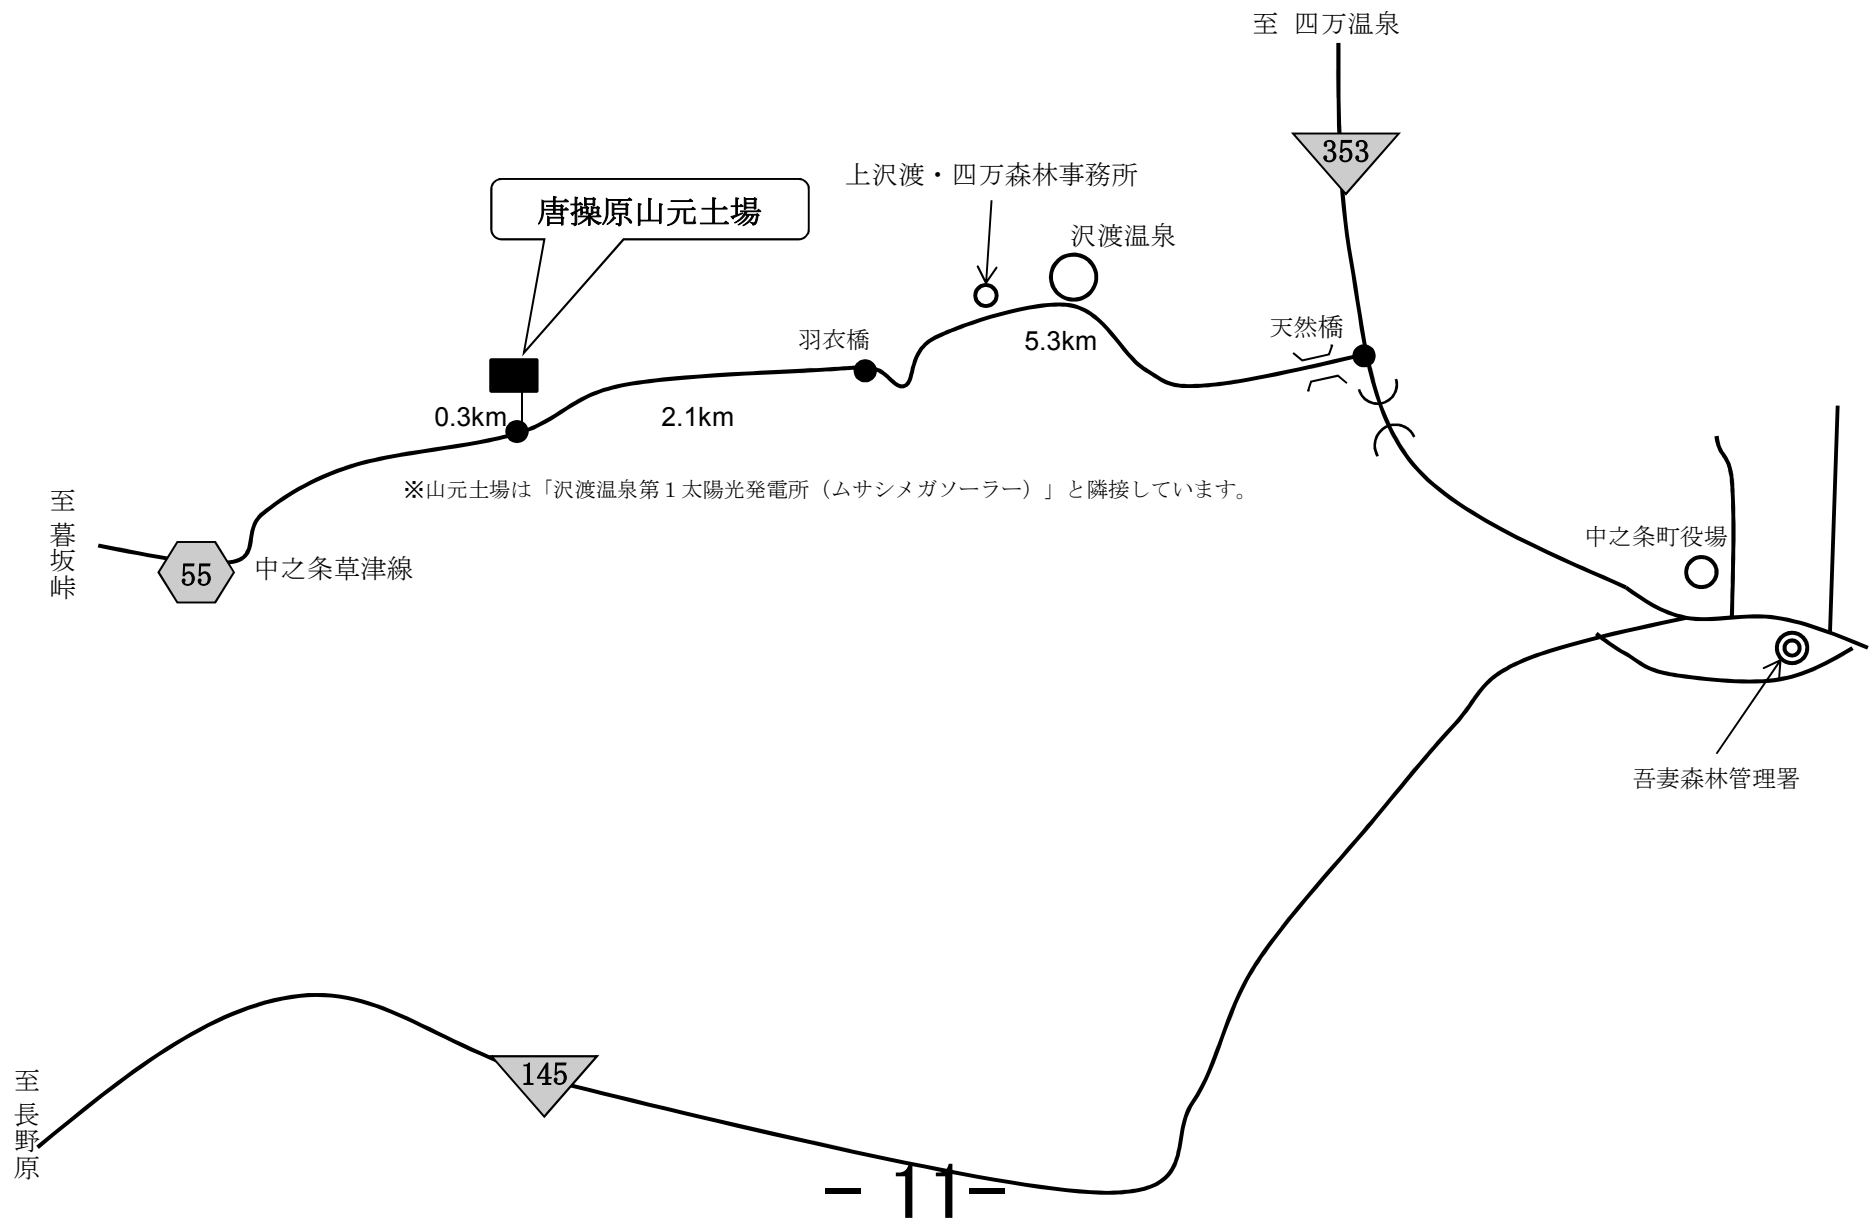 至 四万温泉
353
上沢渡・四万森林事務所
唐操原山元土場
沢渡温泉
天然橋
羽衣橋
5.3km
0.3km
2.1km
※山元土場は「沢渡温泉第１太陽光発電所（ムサシメガソーラー）」と隣接しています。
至 暮坂峠
中之条町役場
55
中之条草津線
吾妻森林管理署
145
至 長野原
- 11-